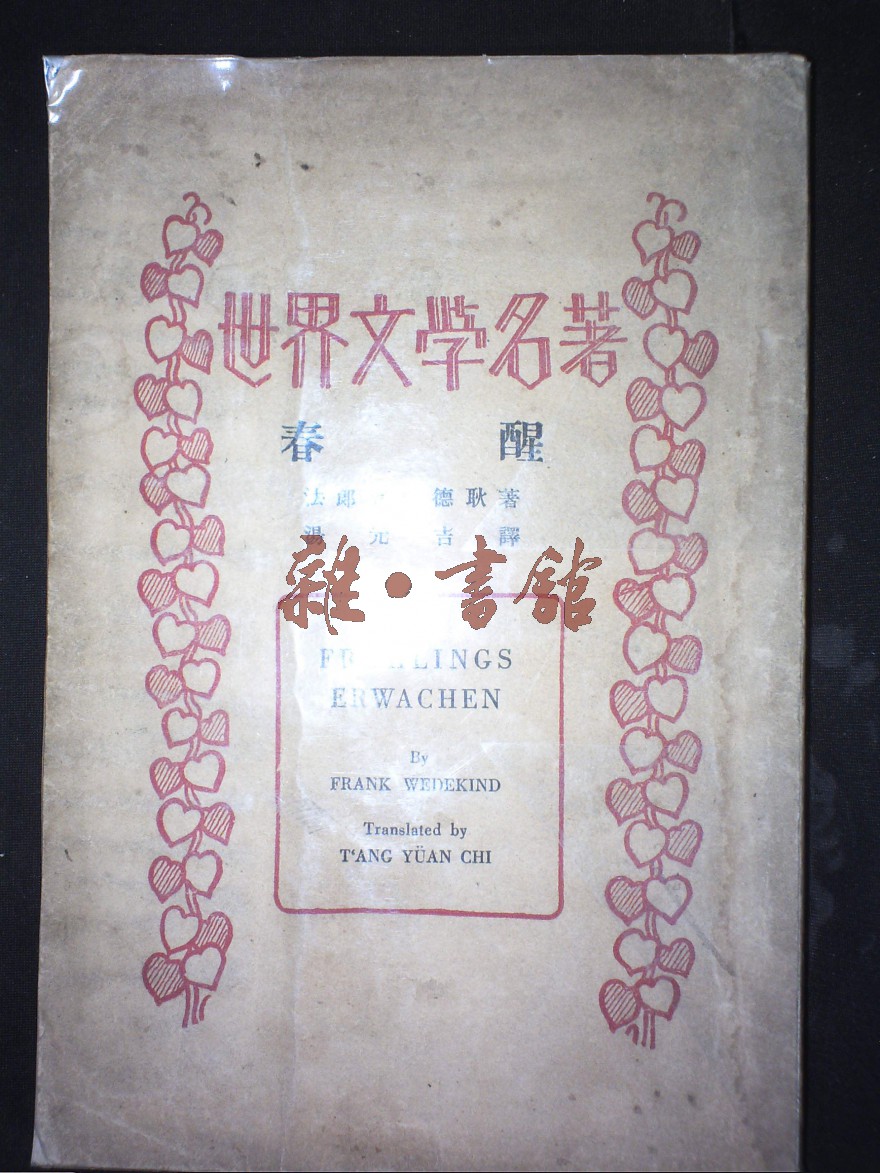 世界文學名著
春 醒
法郎 德耿著
湯元吉譯
雜·書館
ERWACHEN
By
FRANK WEDEKIND
Translated by
T‘ANG YÜAN CHI